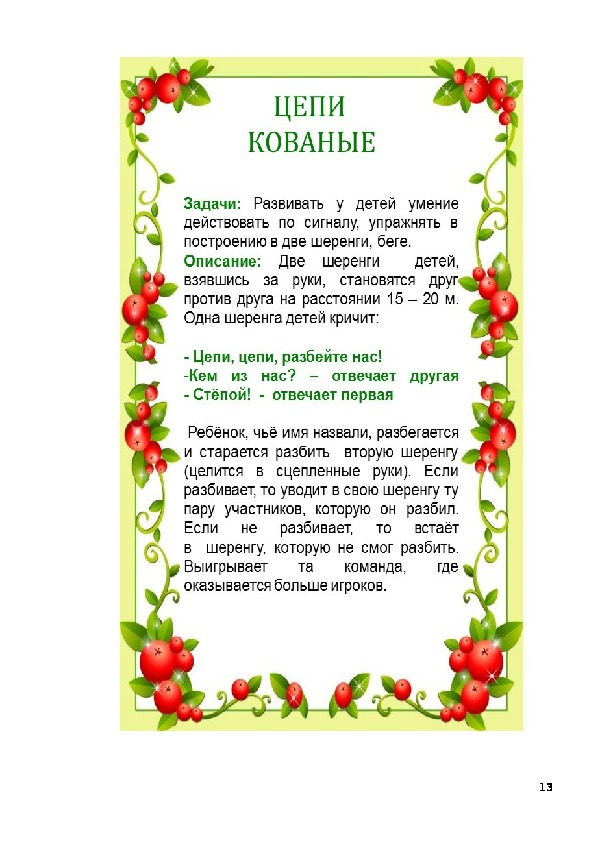 ЦЕПИ
КОВАНЫЕ
Задачи: Развивать у детей умение
действовать по сигналу, упражнять в
построению в две шеренги, беге.
Описание: Две шеренги детей,
взявшись за руки, становятся друг
против друга на расстоянии 15 – 20 м.
Одна шеренга детей кричит:
- Цепи, цепи, разбейте нас!
-Кем из нас? – отвечает другая
- Стёпой! - отвечает первая
Ребёнок, чьё имя назвали, разбегается
и старается разбить вторую шеренгу
(целится в сцепленные руки). Если
разбивает, то уводит в свою шеренгу ту
пару участников, которую он разбил.
Если не разбивает, то встаёт
в шеренгу, которую не смог разбить.
Выигрывает та команда, где
оказывается больше игроков.
13